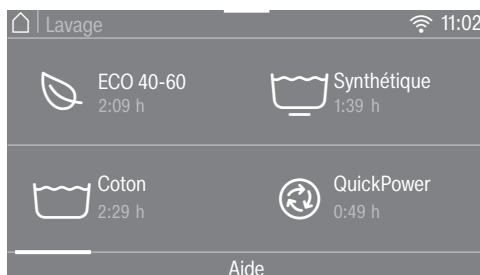 Lavage 11:02
ECO 40-60
2:09 h
Synthétique
1:39 h
Coton
2:29 h
QuickPower
0:49 h
Aide